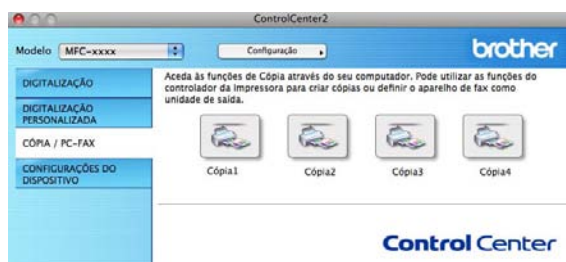 ControlCenter2
Modelo MFC-xxxx Configuração brother
DIGITALIZAÇÃO
DIGITALIZAÇÃO
PERSONALIZADA
CÓPIA / PC-FAX
CONFIGURAÇÕES DO
DISPOSITIVO
Aceda às funções de Cópia através do seu computador. Pode utilizar as funções do
controlador da impressora para criar cópias ou definir o aparelho de fax como
unidade de saída.
Cópia1 Cópia2 Cópia3 Cópia4
Control Center